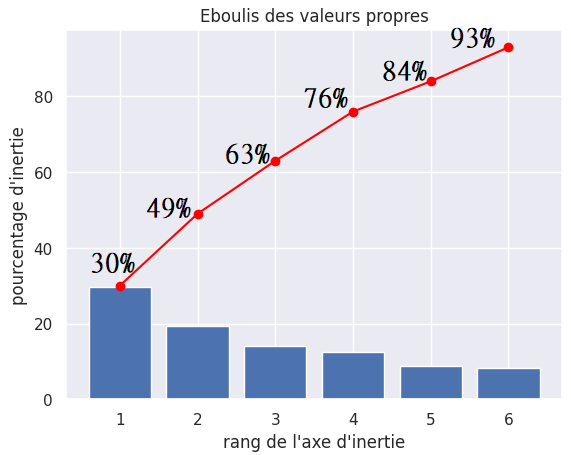 Eboulis des valeurs propres
93%
84%
76%
63%
49%
30%
80
60
40
20
0
pourcentage d'inertie
1 2 3 4 5 6
rang de l'axe d'inertie